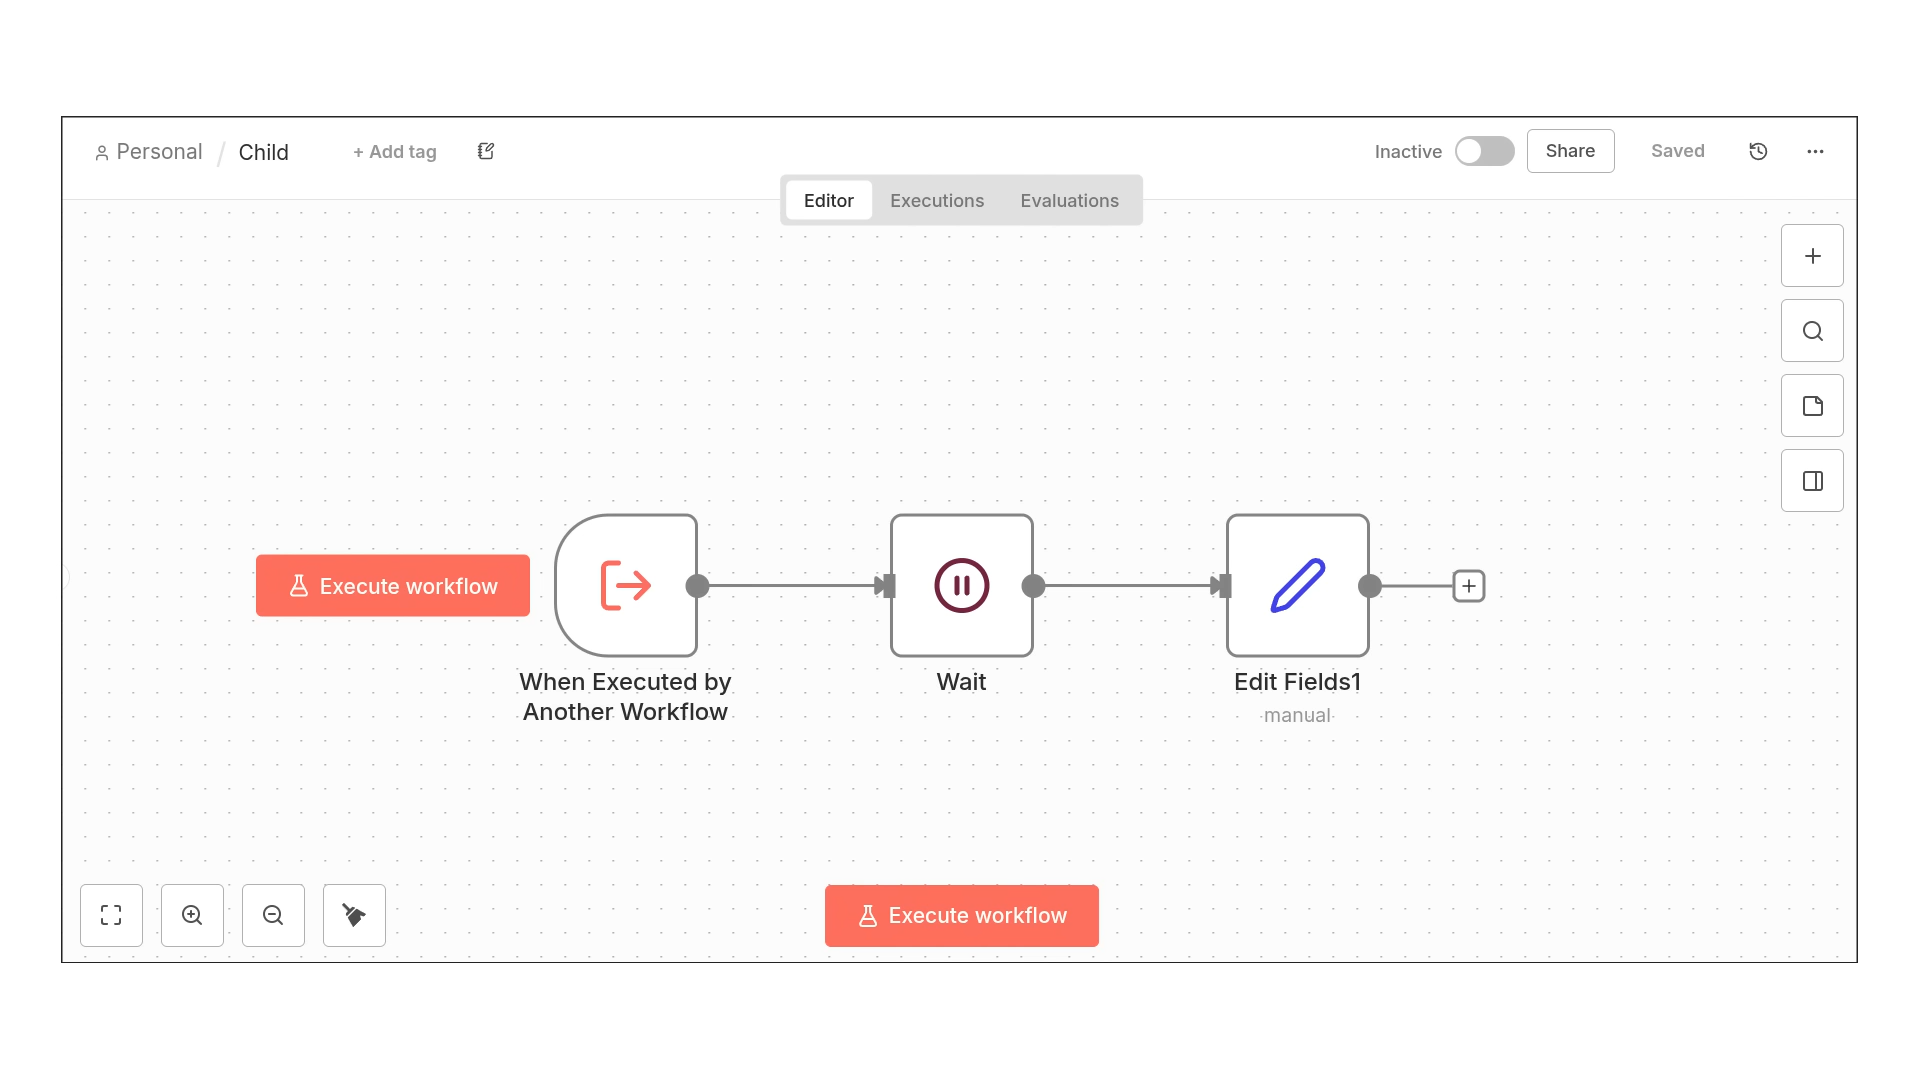 Personal / Child + Add tag
Inactive Share Saved
Editor Executions Evaluations
Execute workflow
When Executed by
Another Workflow
Wait
Edit Fields1
manual
Execute workflow